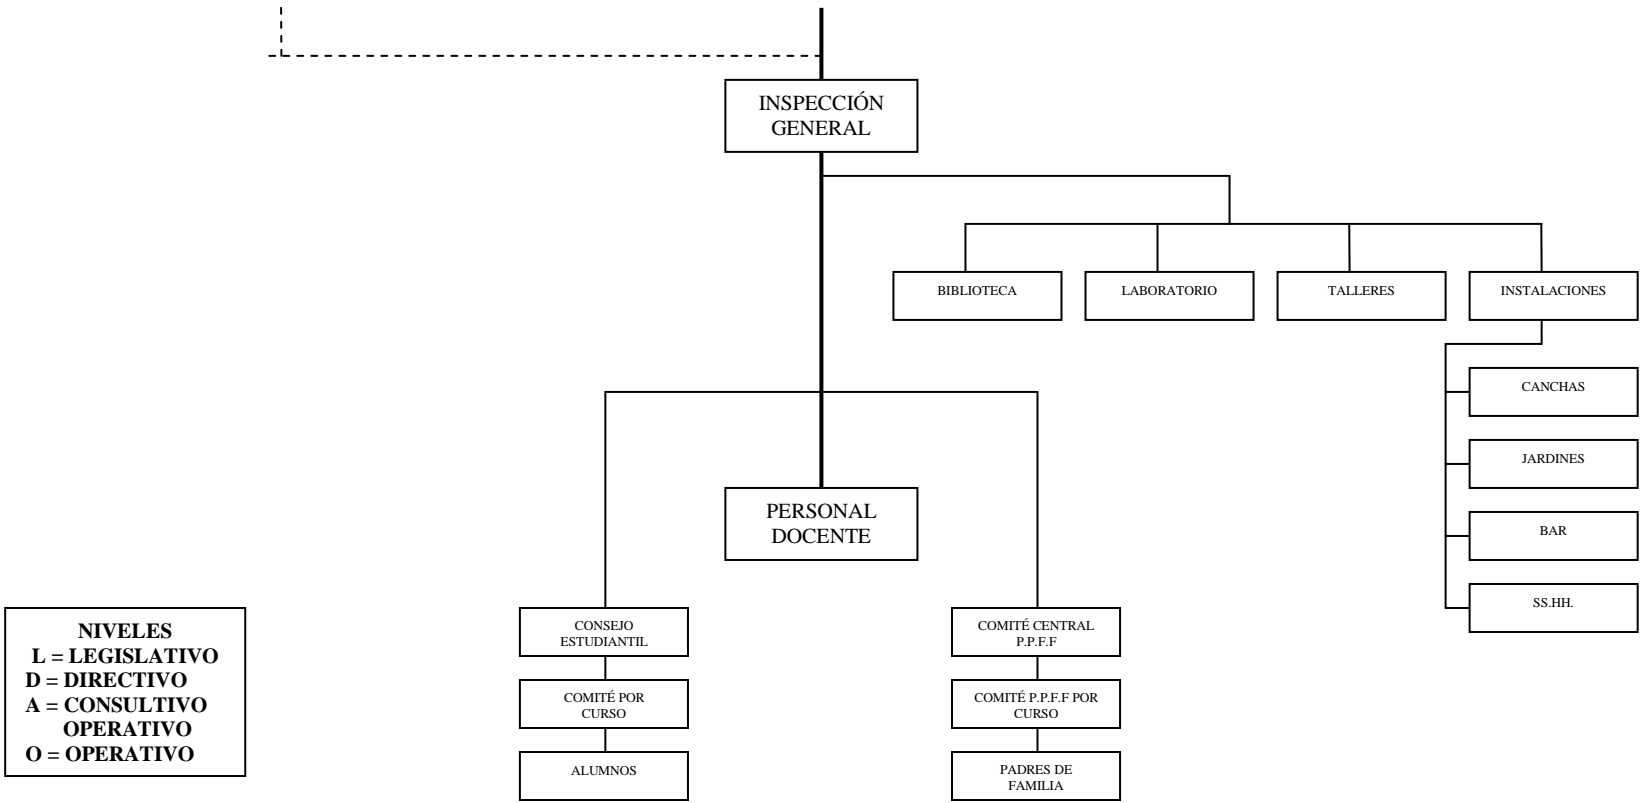 INSPECCIÓN
GENERAL
BIBLIOTECA
LABORATORIO
TALLERES
INSTALACIONES
CANCHAS
JARDINES
BAR
SS.HH.
PERSONAL
DOCENTE
CONSEJO
ESTUDIANTIL
COMITÉ POR
CURSO
ALUMNOS
COMITÉ CENTRAL
P.P.F.F
COMITÉ P.P.F.F POR
CURSO
PADRES DE
FAMILIA
NIVELES
L = LEGISLATIVO
D = DIRECTIVO
A = CONSULTIVO
OPERATIVO
O = OPERATIVO